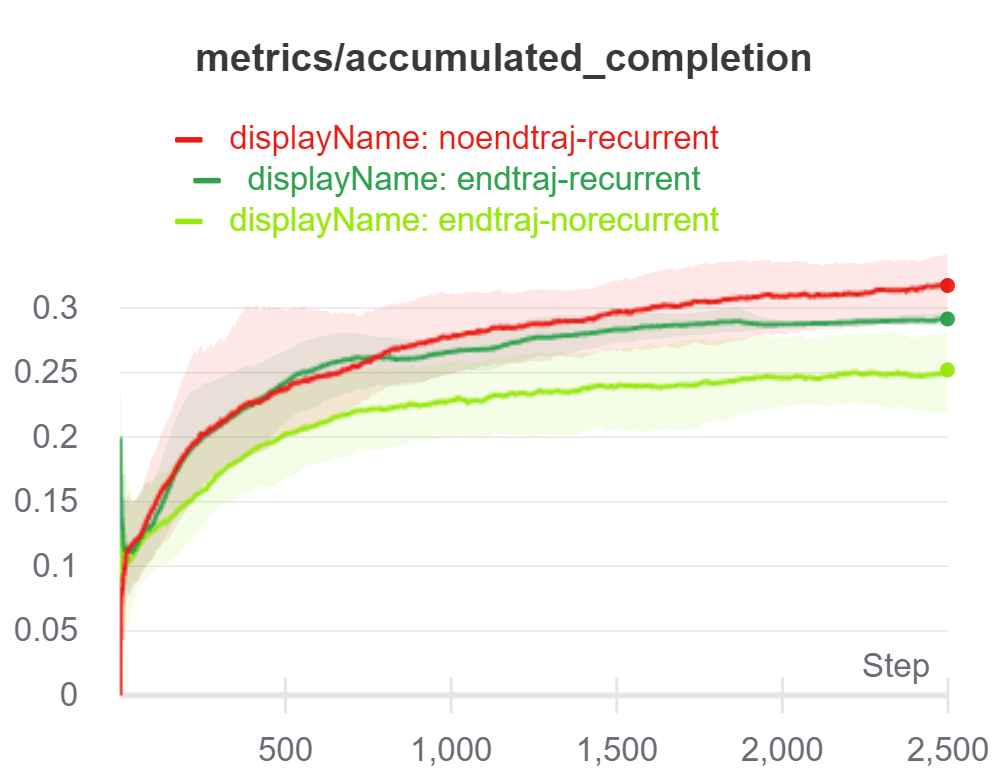 metrics/accumulated_completion
displayName: noendtraj-recurrent
displayName: endtraj-recurrent
displayName: endtraj-norecurrent
0.3
0.25
0.2
0.15
0.1
0.05
Step
0
500 1,000 1,500 2,000 2,500